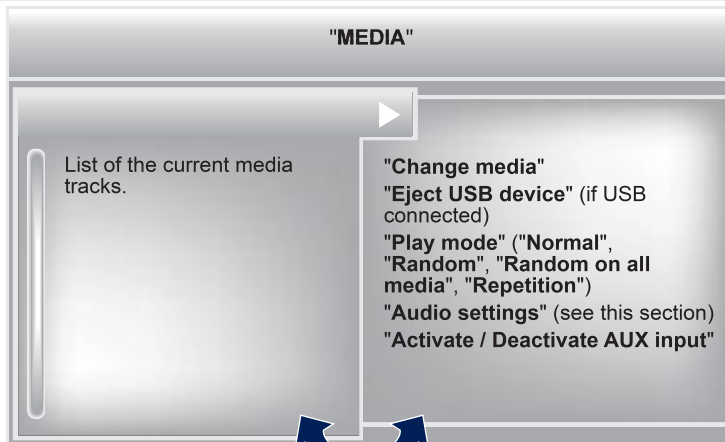 "MEDIA"
List of the current media
tracks.
"Change media"
"Eject USB device" (if USB
connected)
"Play mode" ("Normal",
"Random", "Random on all
media", "Repetition")
"Audio settings" (see this section)
"Activate / Deactivate AUX input"